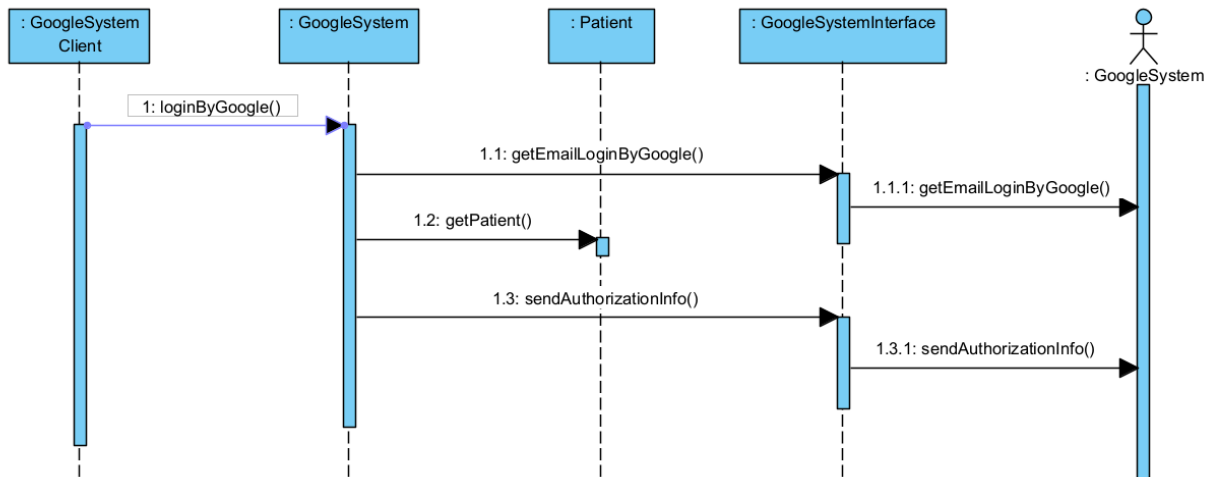 : GoogleSystem
Client
: GoogleSystem
: Patient
: GoogleSystemInterface
: GoogleSystem
1: loginByGoogle()
1.1: getEmailLoginByGoogle()
1.1.1: getEmailLoginByGoogle()
1.2: getPatient()
1.3: sendAuthorizationInfo()
1.3.1: sendAuthorizationInfo()